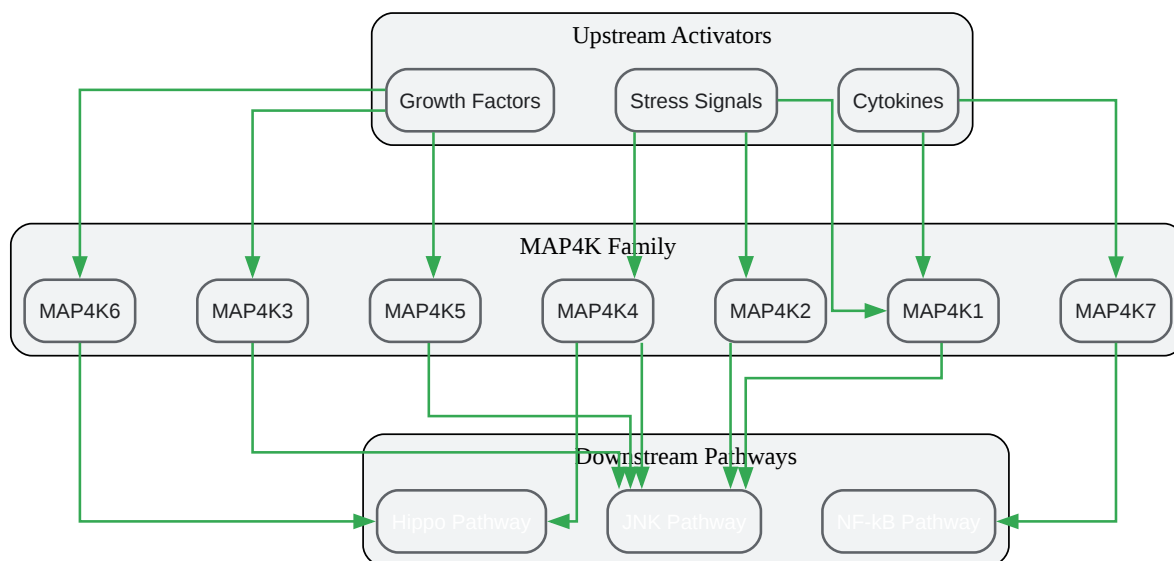 Upstream Activators
Growth Factors
Stress Signals
Cytokines
MAP4K Family
MAP4K6
MAP4K3
MAP4K5
MAP4K4
MAP4K2
MAP4K1
MAP4K7
Downstream Pathways
Hippo Pathway
JNK Pathway
NF-kB Pathway